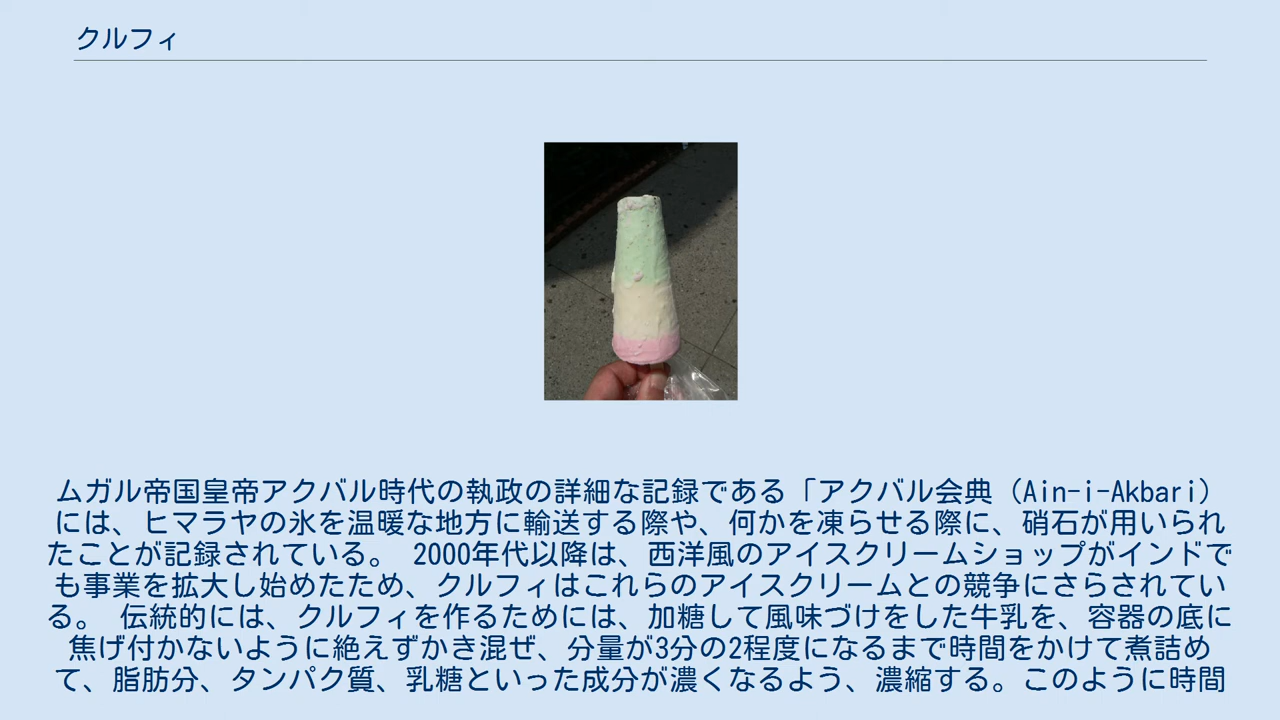 クルフィ
ムガル帝国皇帝アクバル時代の執政の詳細な記録である「アクバル会典（Ain-i-Akbari）
には、ヒマラヤの氷を温暖な地方に輸送する際や、何かを凍らせる際に、硝石が用いられ
たことが記録されている。 2000年代以降は、西洋風のアイスクリームショップがインドで
も事業を拡大し始めたため、クルフィはこれらのアイスクリームとの競争にさらされてい
る。 伝統的には、クルフィを作るためには、加糖して風味づけをした牛乳を、容器の底に
焦げ付かないように絶えずかき混ぜ、分量が3分の2程度になるまで時間をかけて煮詰め
て、脂肪分、タンパク質、乳糖といった成分が濃くなるよう、濃縮する。このように時間